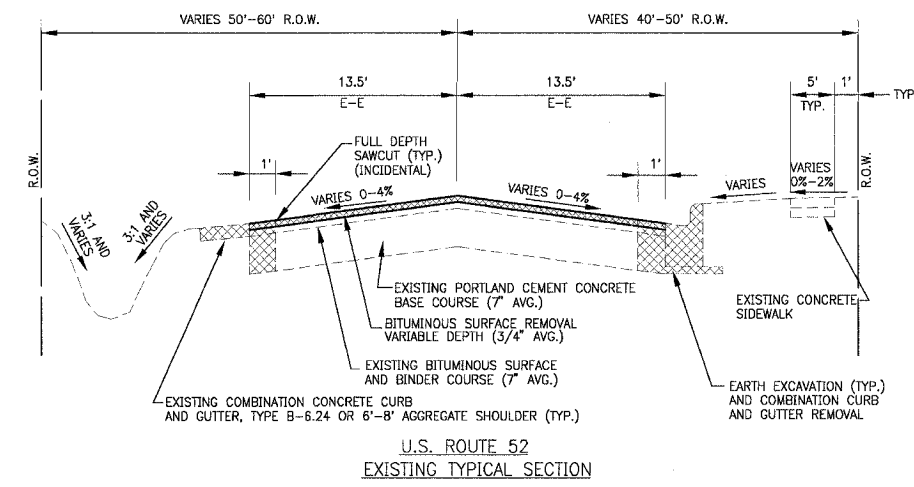 VARIES 50'-60' R.O.W.
VARIES 40'-50' R.O.W.
13.5'
E-E
13.5'
E-E
5'
TYP.
1'
TYP
R.O.W.
R.O.W.
FULL DEPTH
SAWCUT (TYP.)
(INCIDENTAL)
1'
1'
VARIES 0-4%
VARIES 0-4%
VARIES
VARIES
0%-2%
3:1 AND
VARIES
3:1 AND
VARIES
EXISTING PORTLAND CEMENT CONCRETE
BASE COURSE (7" AVG.)
EXISTING CONCRETE
SIDEWALK
BITUMINOUS SURFACE REMOVAL
VARIABLE DEPTH (3/4" AVG.)
EXISTING BITUMINOUS SURFACE
AND BINDER COURSE (7" AVG.)
EARTH EXCAVATION (TYP.)
AND COMBINATION CURB
AND GUTTER REMOVAL
EXISTING COMBINATION CONCRETE CURB
AND GUTTER, TYPE B-6.24 OR 6'-8' AGGREGATE SHOULDER (TYP.)
U.S. ROUTE 52
EXISTING TYPICAL SECTION